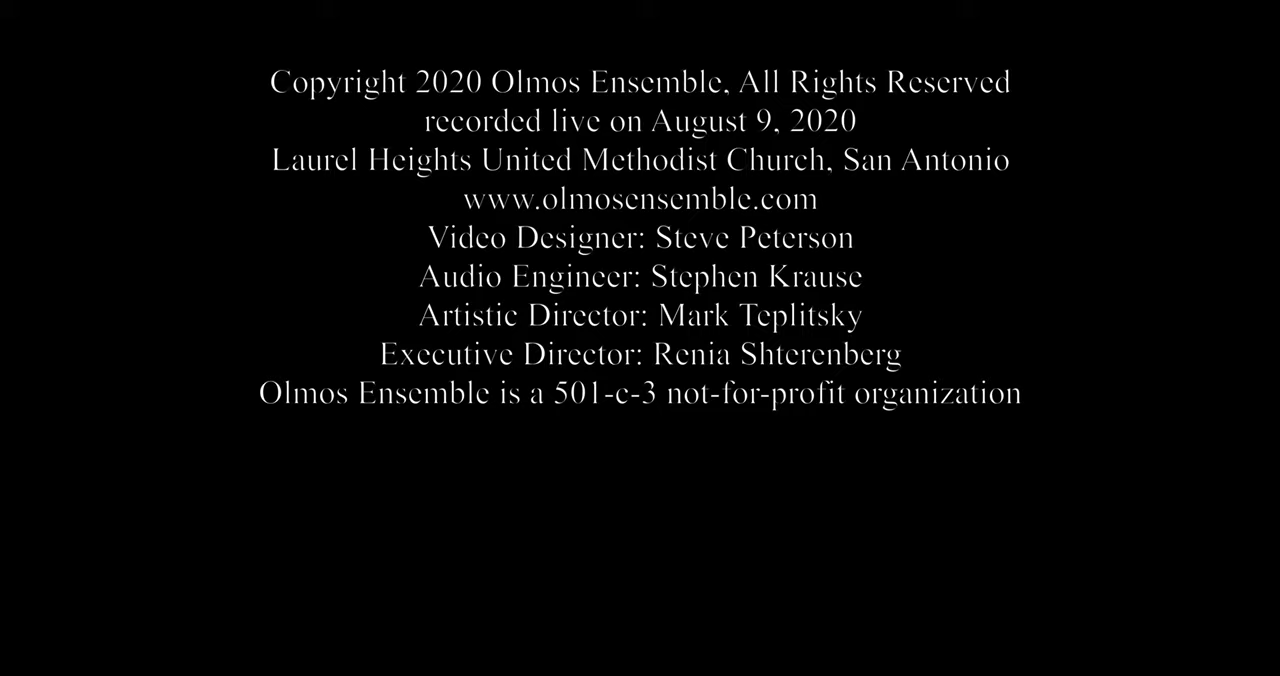 Copyright 2020 Olmos Ensemble, All Rights Reserved
recorded live on August 9, 2020
Laurel Heights United Methodist Church, San Antonio
www.olmosensemble.com
Video Designer: Steve Peterson
Audio Engineer: Stephen Krause
Artistic Director: Mark Teplitsky
Executive Director: Renia Shterenberg
Olmos Ensemble is a 501-c-3 not-for-profit organization